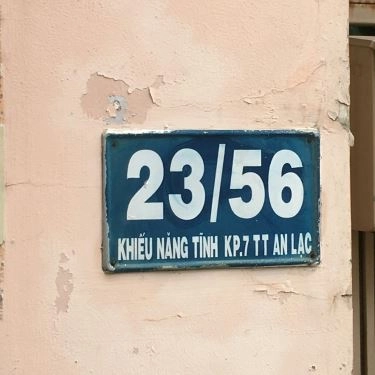 23/56
KHIẾU NĂNG TĨNH KP.7 TT AN LẠC